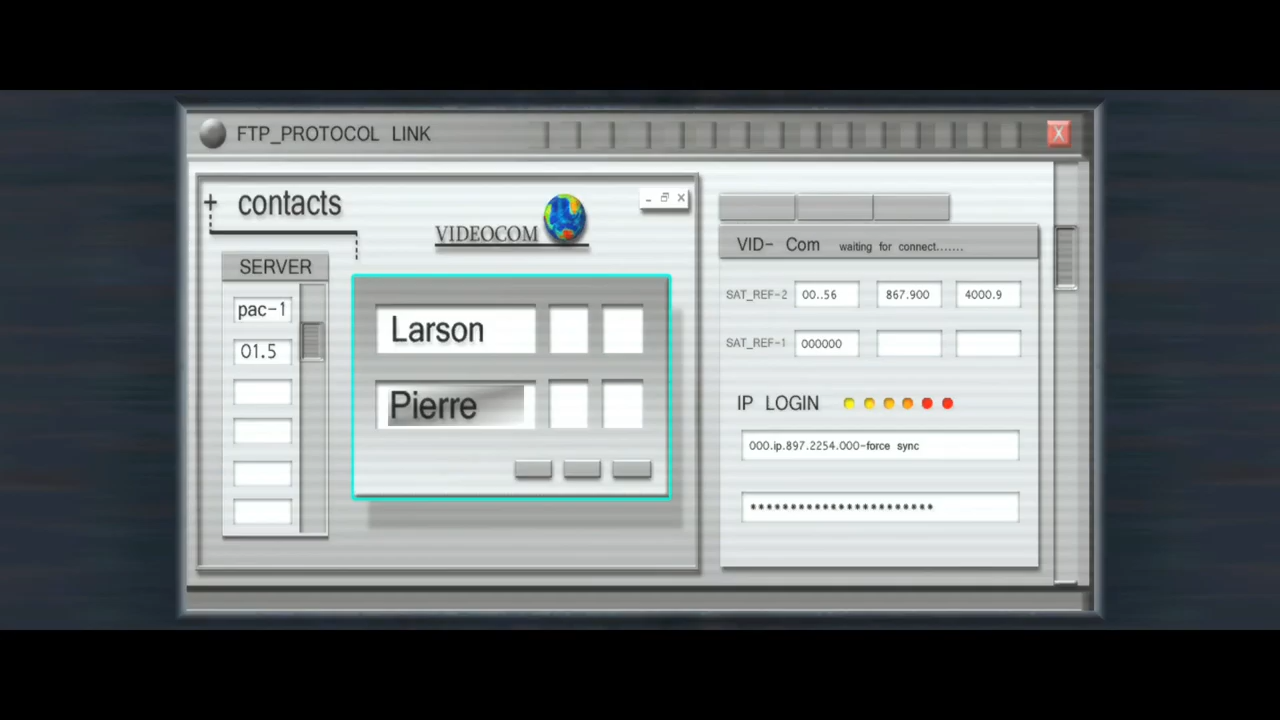 FTP_PROTOCOL LINK
X
+ contacts
VIDEOCOM
SERVER
pac-1
01.5
Larson
Pierre
VID- Com waiting for connect.......
SAT_REF-2 00..56 867.900 4000.9
SAT_REF-1 000000
IP LOGIN
000.ip.897.2254.000-force sync
***********************